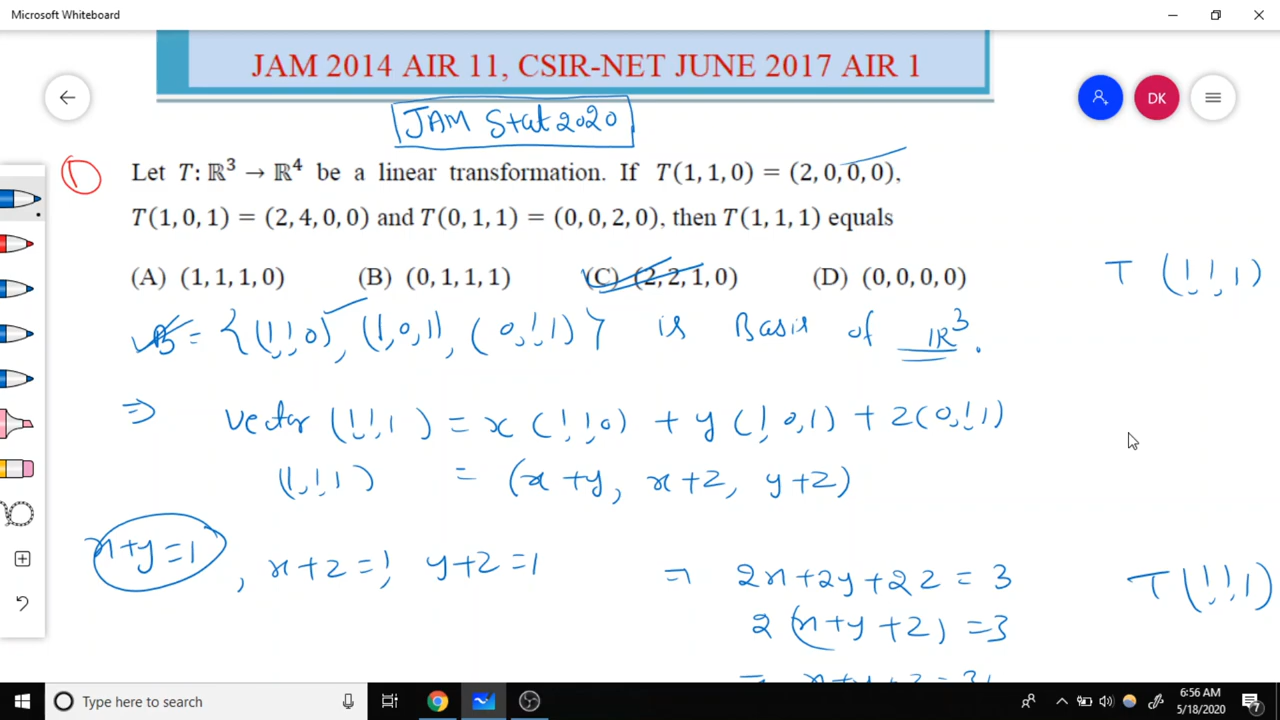 Microsoft Whiteboard
JAM 2014 AIR 11, CSIR-NET JUNE 2017 AIR 1
JAM Stat 2020
DK
① Let T: ℝ³ → ℝ⁴ be a linear transformation. If T(1, 1, 0) = (2, 0, 0, 0),
T(1, 0, 1) = (2, 4, 0, 0) and T(0, 1, 1) = (0, 0, 2, 0), then T(1, 1, 1) equals
(A) (1, 1, 1, 0) (B) (0, 1, 1, 1) (C) (2, 2, 1, 0) (D) (0, 0, 0, 0)
T (1,1,1)
B = {(1,1,0), (1,0,1), (0,1,1)} is Basis of ℝ³.
⇒ vector (1,1,1) = x(1,1,0) + y(1,0,1) + z(0,1,1)
(1,1,1) = (x+y, x+z, y+z)
x+y=1, x+z=1, y+z=1 ⇒ 2x+2y+2z = 3
T(1,1,1)
2(x+y+z) = 3
Type here to search
6:56 AM
5/18/2020
7